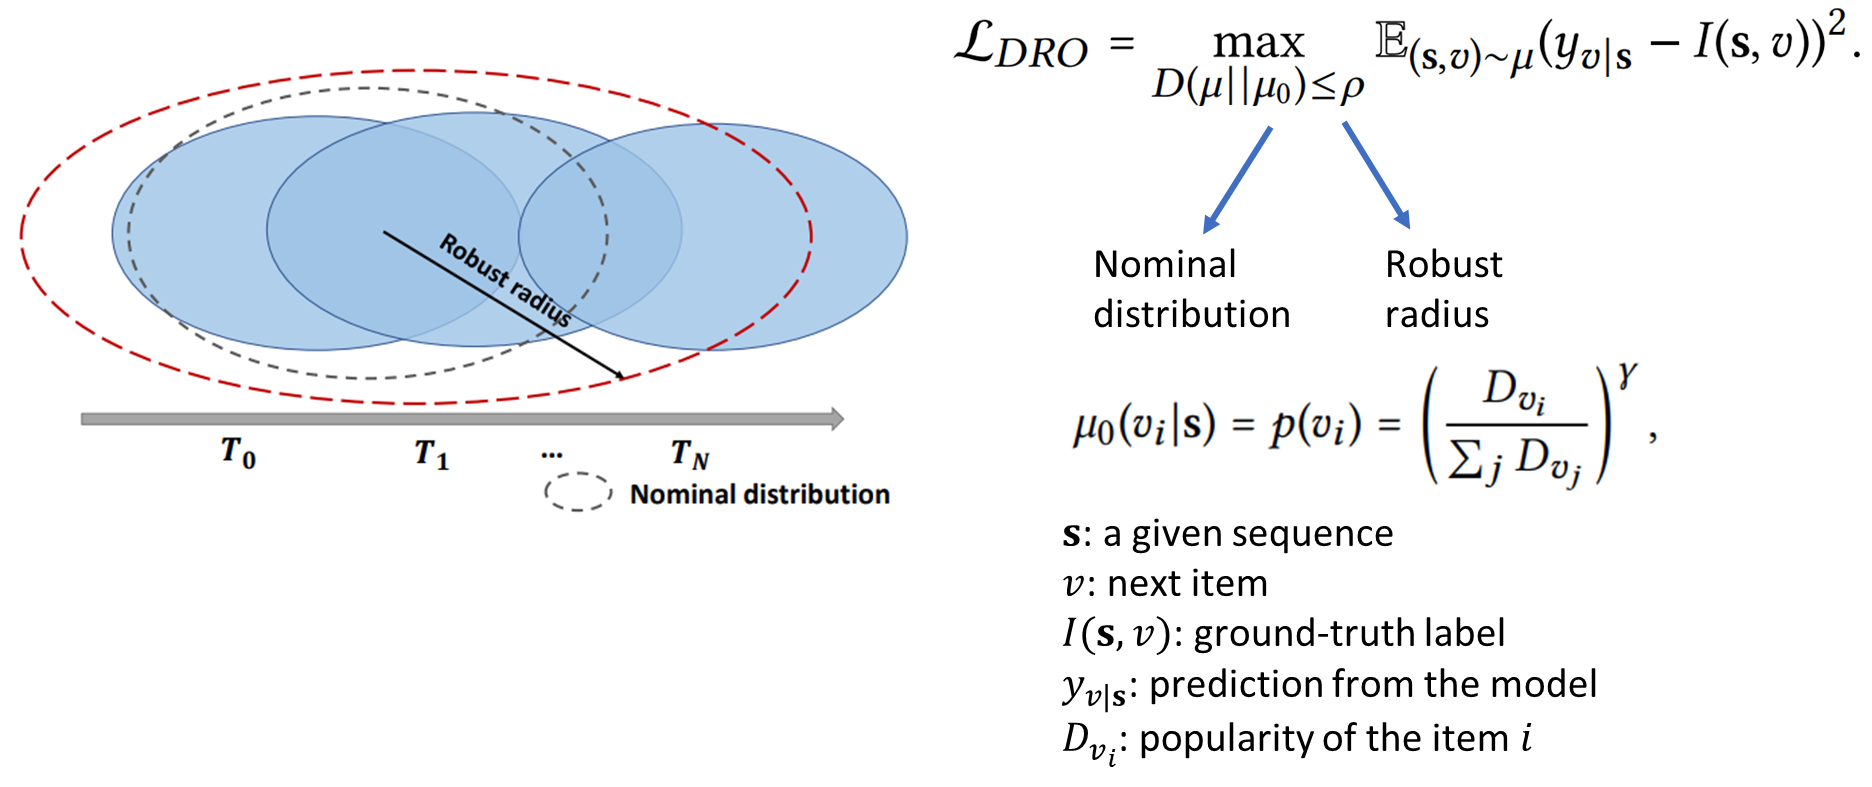 Robust radius
T_0 T_1 ... T_N
Nominal distribution
ℒ_DRO = max_{D(μ||μ_0)≤ρ} 𝔼_{(𝐬,v)~μ}(y_{v|𝐬} − I(𝐬, v))^2.
Nominal
distribution
Robust
radius
μ_0(v_i|𝐬) = p(v_i) = (D_{v_i} / ∑_j D_{v_j})^γ,
𝐬: a given sequence
v: next item
I(𝐬, v): ground-truth label
y_{v|𝐬}: prediction from the model
D_{v_i}: popularity of the item i